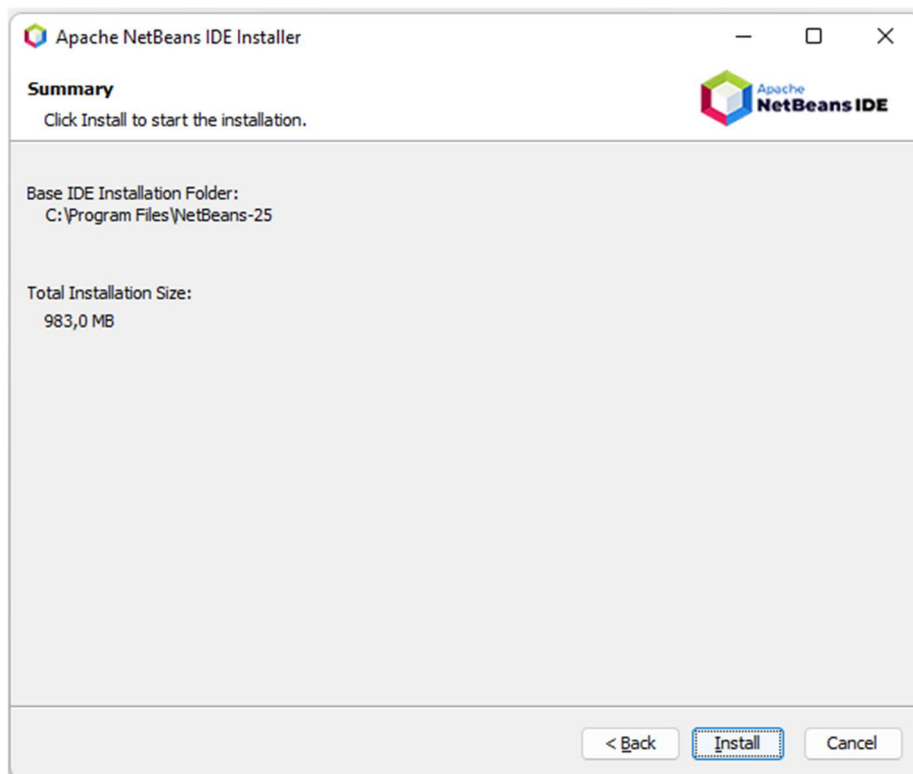 Apache NetBeans IDE Installer
Summary
Click Install to start the installation.
Apache
NetBeans IDE
Base IDE Installation Folder:
C:\Program Files\NetBeans-25
Total Installation Size:
983,0 MB
< Back
Install
Cancel